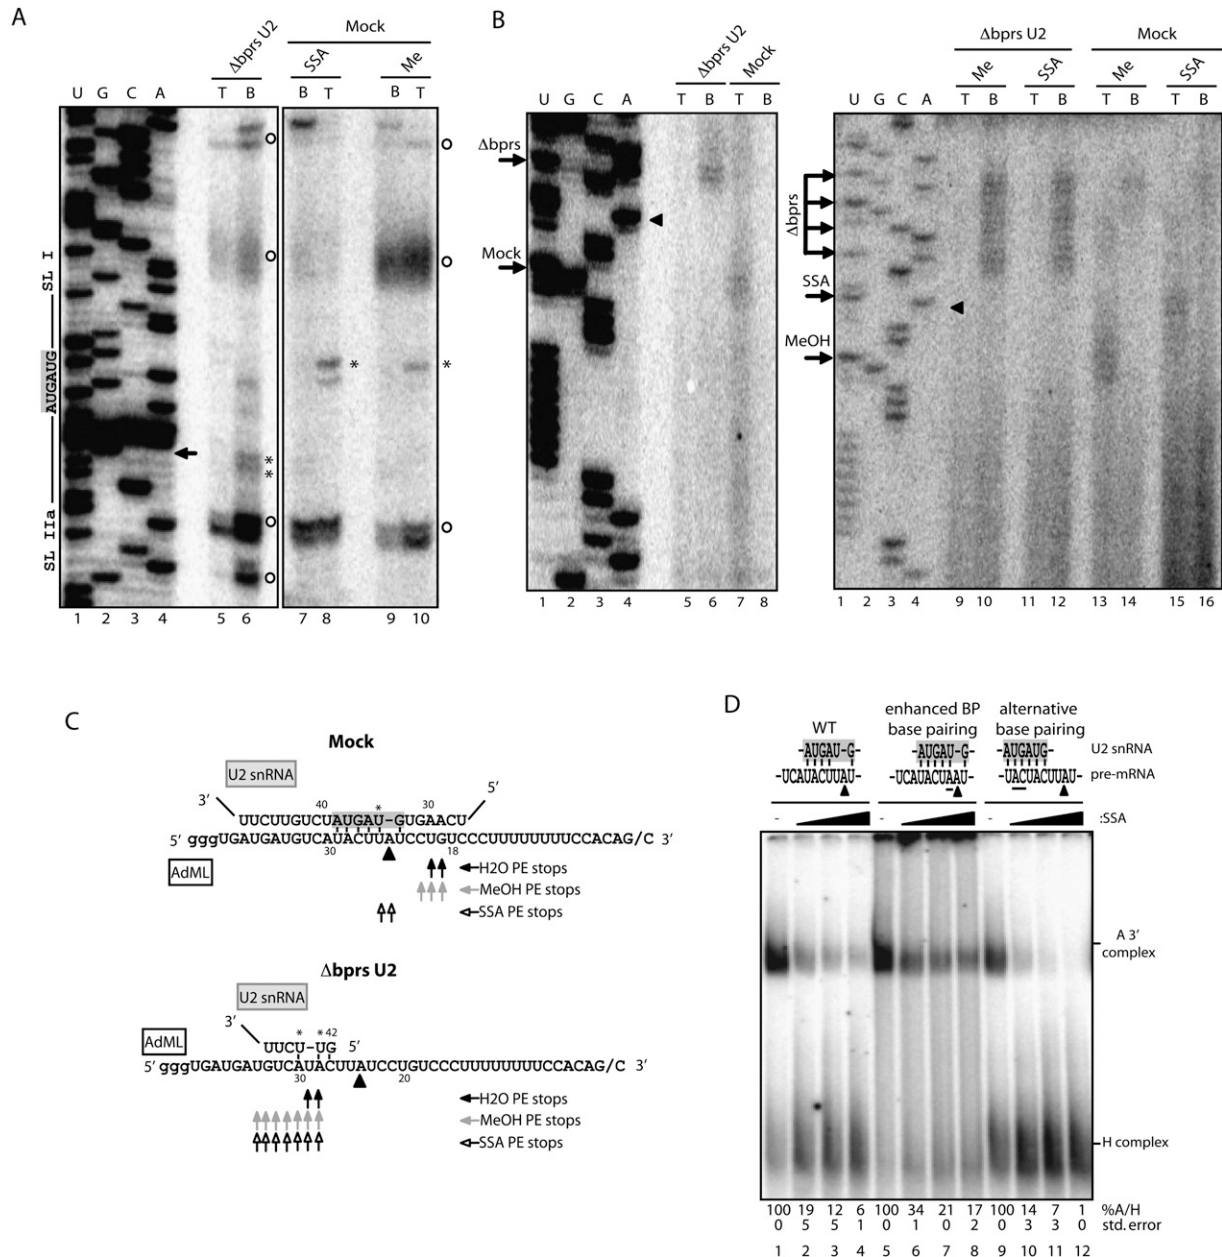 A
Δbprs U2
Mock
SSA
Me
U G C A T B B T B T
SL I
AUGAUG
SL IIa
*
*
*
*
1 2 3 4 5 6 7 8 9 10
B
Δbprs U2
Mock
U G C A T B T B
Δbprs
Mock
1 2 3 4 5 6 7 8
Δbprs U2
Mock
Me SSA Me SSA
U G C A T B T B T B T B
Δbprs
SSA
MeOH
1 2 3 4 9 10 11 12 13 14 15 16
C
Mock
U2 snRNA
3′ 40 * 30 5′
UUCUUGUCUAUGAU-GUGAACU
5′ gggUGAUGAUGUCAUACUUAUCCUGUCCCUUUUUUUUCCACAG/C 3′
30 18
AdML
H2O PE stops
MeOH PE stops
SSA PE stops
Δbprs U2
U2 snRNA
3′ * * 42
UUCU-UG 5′
AdML
5′ gggUGAUGAUGUCAUACUUAUCCUGUCCCUUUUUUUUCCACAG/C 3′
30 20
H2O PE stops
MeOH PE stops
SSA PE stops
D
WT
enhanced BP base pairing
alternative base pairing
-AUGAU-G- -AUGAU-G- -AUGAUG- U2 snRNA
-UCAUACUUAU- -UCAUACUAAU- -UACUACUUAU- pre-mRNA
- - - :SSA
A 3′ complex
H complex
100 19 12 6 100 34 21 17 100 14 7 1 %A/H
0 5 5 1 0 1 0 2 0 3 3 0 std. error
1 2 3 4 5 6 7 8 9 10 11 12